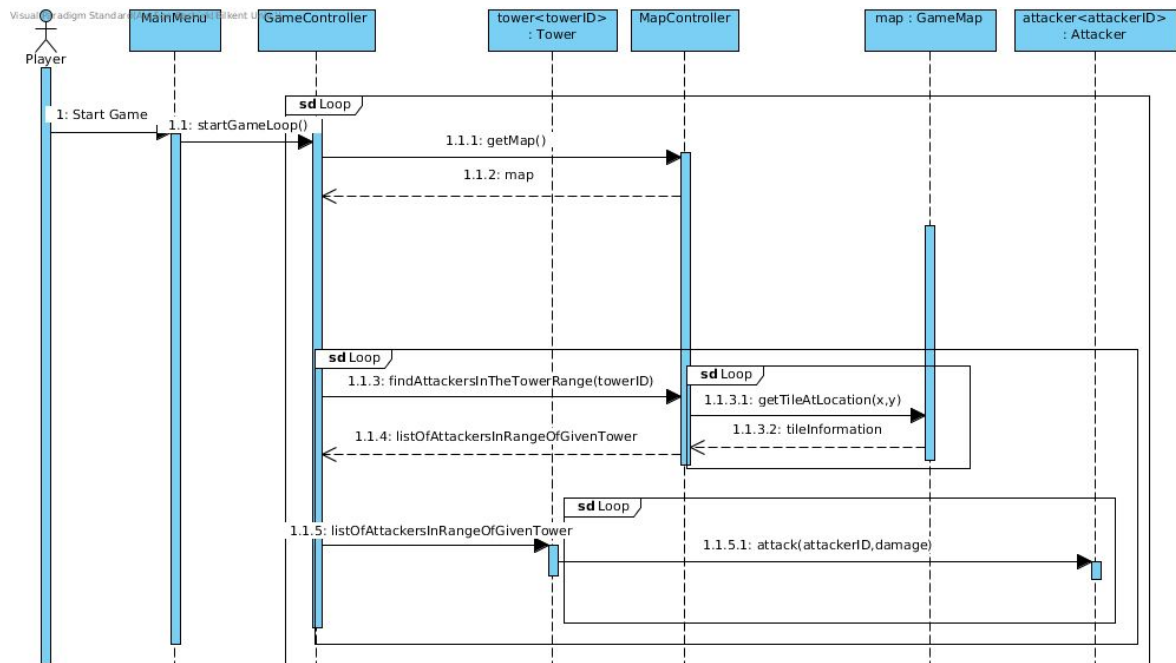 Visual Paradigm Standard
MainMenu
GameController
tower<towerID>
: Tower
MapController
map : GameMap
attacker<attackerID>
: Attacker
Player
sd Loop
1: Start Game
1.1: startGameLoop()
1.1.1: getMap()
1.1.2: map
sd Loop
sd Loop
1.1.3: findAttackersInTheTowerRange(towerID)
1.1.3.1: getTileAtLocation(x,y)
1.1.3.2: tileInformation
1.1.4: listOfAttackersInRangeOfGivenTower
sd Loop
1.1.5: listOfAttackersInRangeOfGivenTower
1.1.5.1: attack(attackerID,damage)